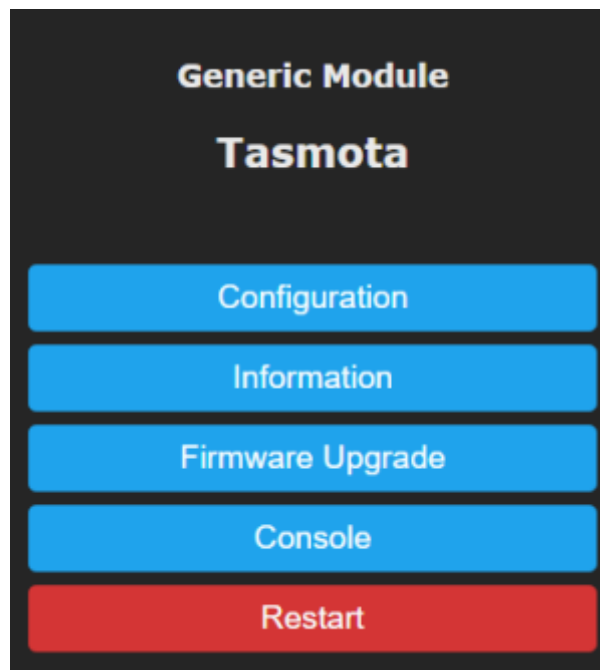 Generic Module
Tasmota
Configuration
Information
Firmware Upgrade
Console
Restart